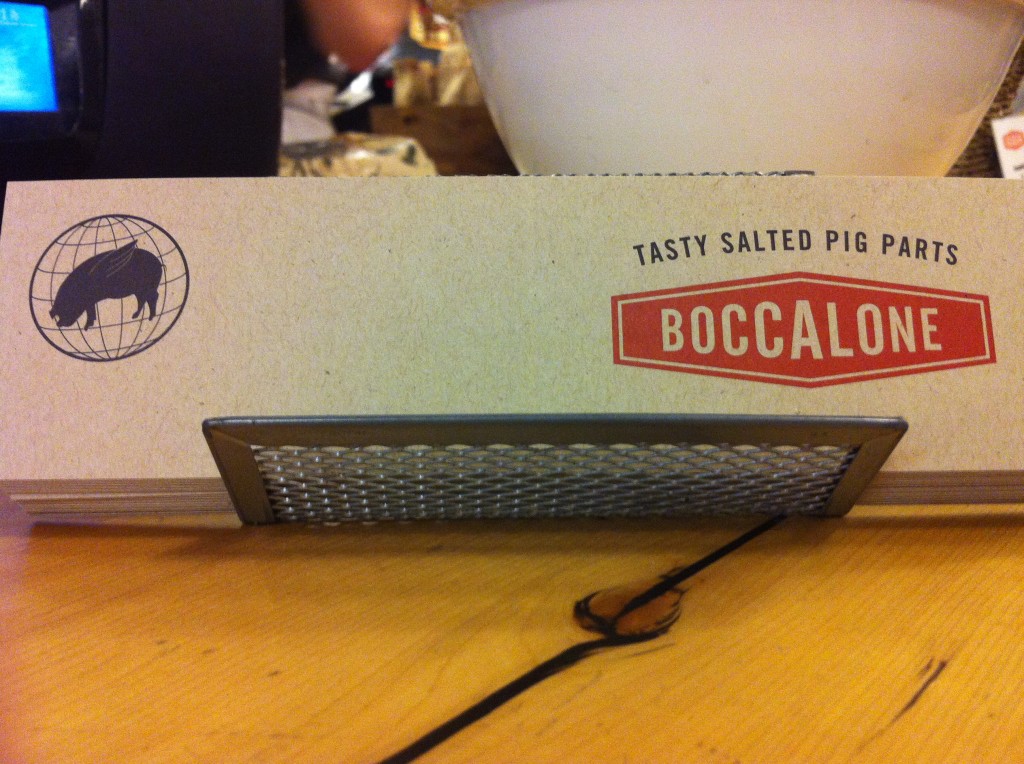 TASTY SALTED PIG PARTS
BOCCALONE